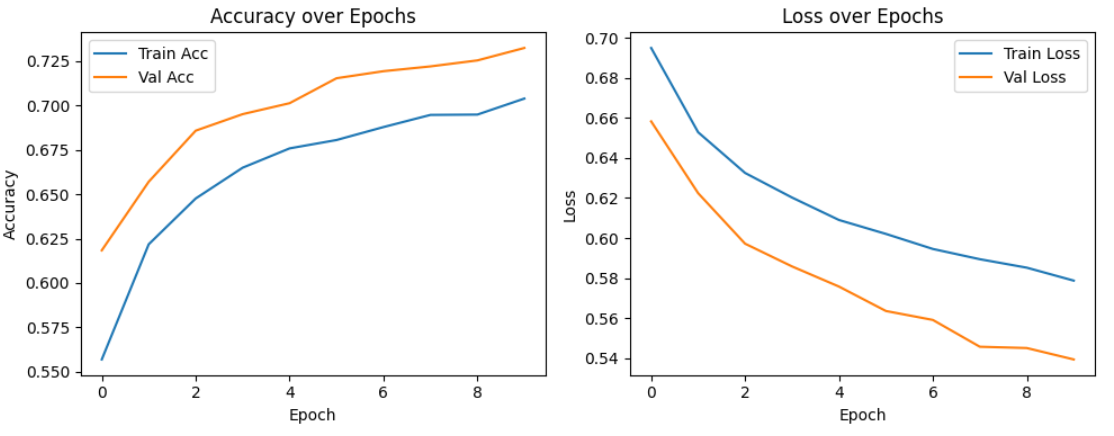 Accuracy over Epochs
Train Acc
Val Acc
0.725
0.700
0.675
0.650
0.625
0.600
0.575
0.550
Accuracy
0 2 4 6 8
Epoch
Loss over Epochs
Train Loss
Val Loss
0.70
0.68
0.66
0.64
0.62
0.60
0.58
0.56
0.54
Loss
0 2 4 6 8
Epoch